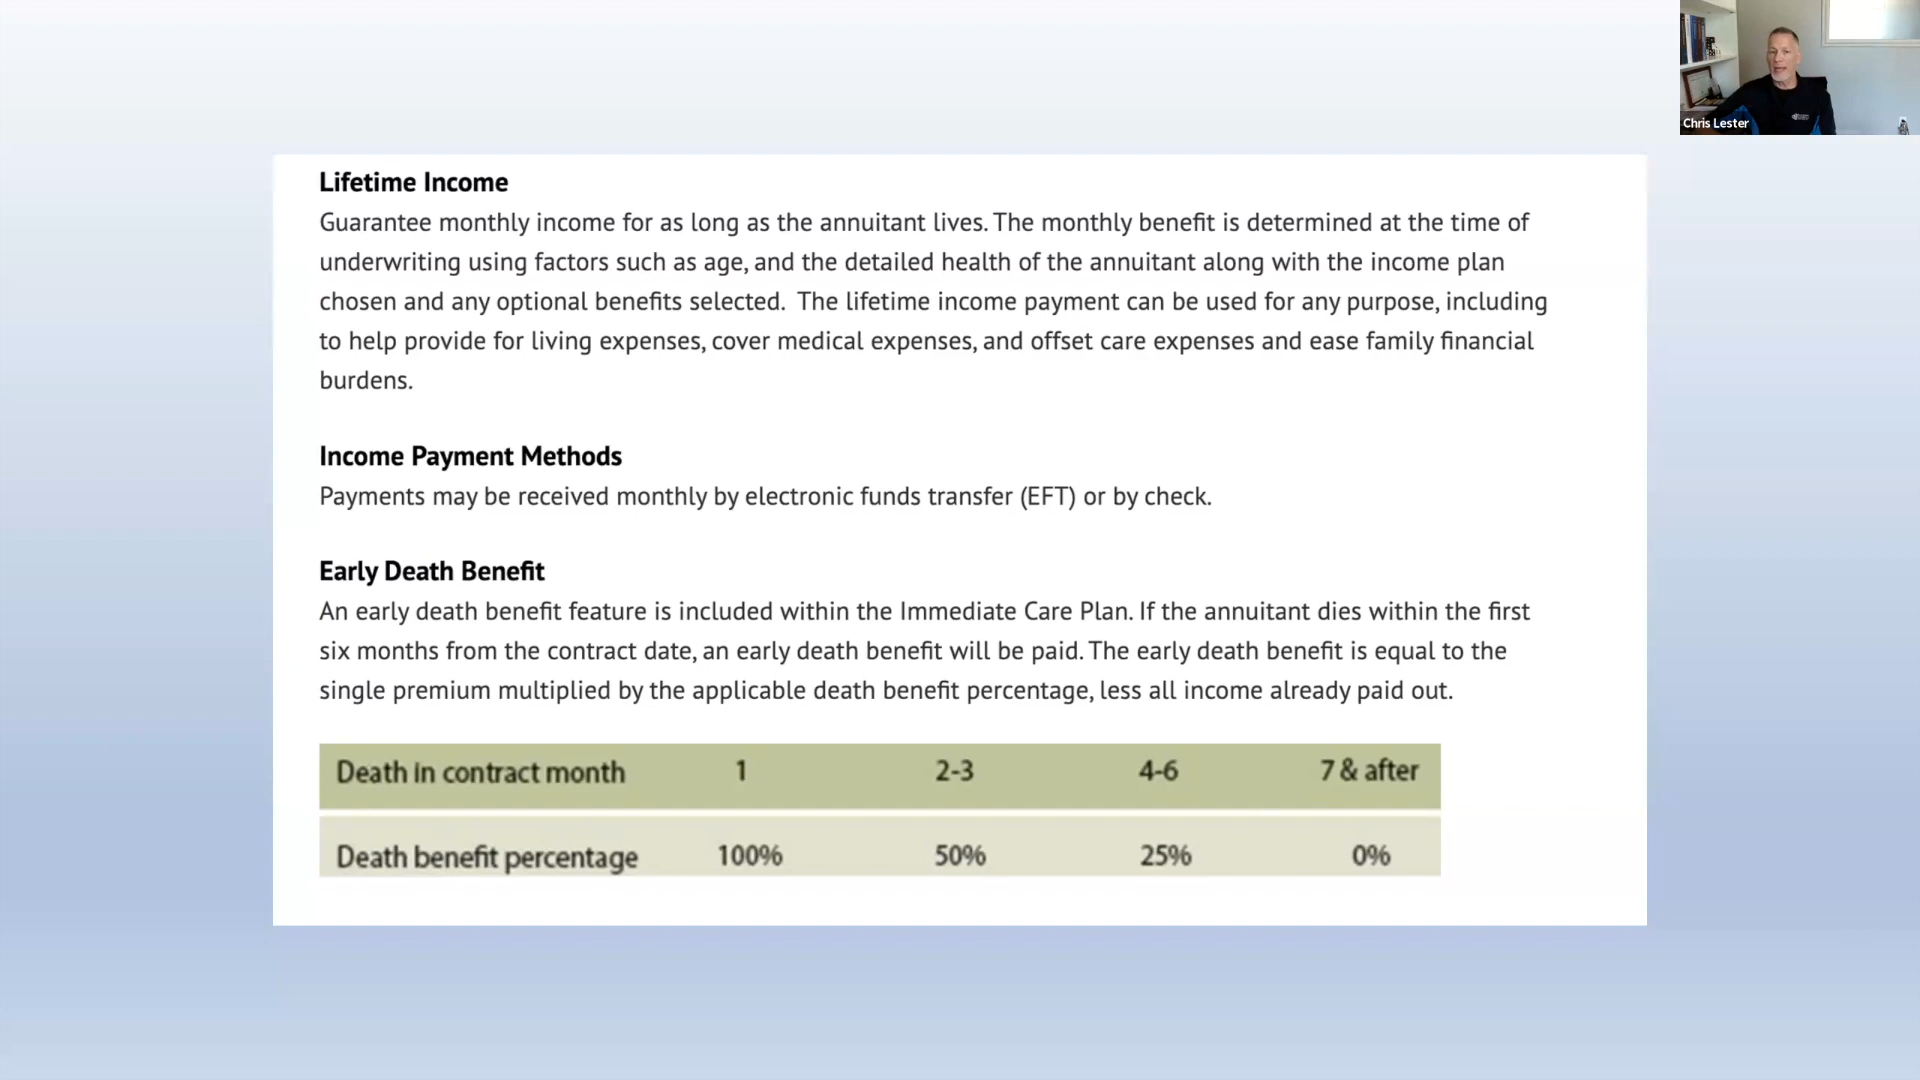 Chris Lester
Lifetime Income
Guarantee monthly income for as long as the annuitant lives. The monthly benefit is determined at the time of
underwriting using factors such as age, and the detailed health of the annuitant along with the income plan
chosen and any optional benefits selected.  The lifetime income payment can be used for any purpose, including
to help provide for living expenses, cover medical expenses, and offset care expenses and ease family financial
burdens.
Income Payment Methods
Payments may be received monthly by electronic funds transfer (EFT) or by check.
Early Death Benefit
An early death benefit feature is included within the Immediate Care Plan. If the annuitant dies within the first
six months from the contract date, an early death benefit will be paid. The early death benefit is equal to the
single premium multiplied by the applicable death benefit percentage, less all income already paid out.
Death in contract month 1 2-3 4-6 7 & after
Death benefit percentage 100% 50% 25% 0%